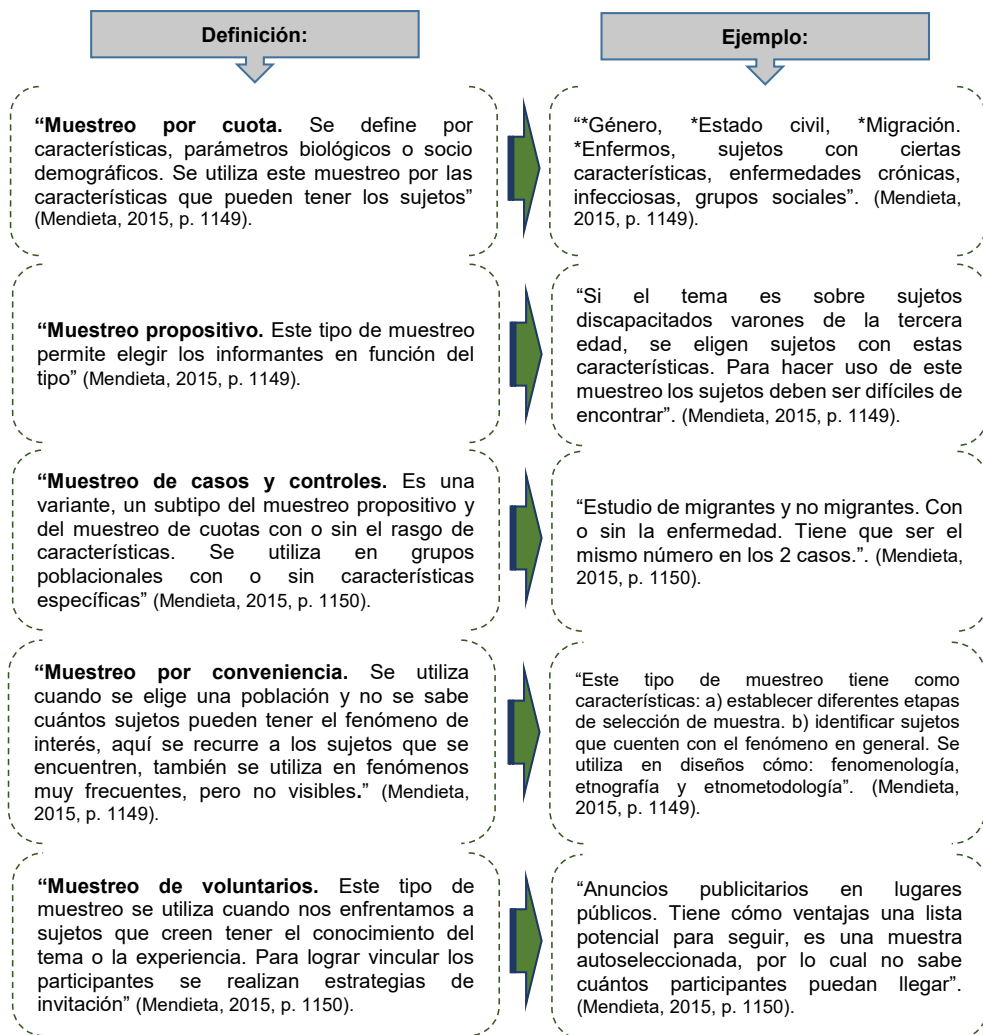 Definición:
Ejemplo:
“Muestreo por cuota. Se define por
características, parámetros biológicos o socio
demográficos. Se utiliza este muestreo por las
características que pueden tener los sujetos”
(Mendieta, 2015, p. 1149).
“*Género, *Estado civil, *Migración.
*Enfermos, sujetos con ciertas
características, enfermedades crónicas,
infecciosas, grupos sociales”. (Mendieta,
2015, p. 1149).
“Muestreo propositivo. Este tipo de muestreo
permite elegir los informantes en función del
tipo” (Mendieta, 2015, p. 1149).
“Si el tema es sobre sujetos
discapacitados varones de la tercera
edad, se eligen sujetos con estas
características. Para hacer uso de este
muestreo los sujetos deben ser difíciles de
encontrar”. (Mendieta, 2015, p. 1149).
“Muestreo de casos y controles. Es una
variante, un subtipo del muestreo propositivo y
del muestreo de cuotas con o sin el rasgo de
características. Se utiliza en grupos
poblacionales con o sin características
específicas” (Mendieta, 2015, p. 1150).
“Estudio de migrantes y no migrantes. Con
o sin la enfermedad. Tiene que ser el
mismo número en los 2 casos.”. (Mendieta,
2015, p. 1150).
“Muestreo por conveniencia. Se utiliza
cuando se elige una población y no se sabe
cuántos sujetos pueden tener el fenómeno de
interés, aquí se recurre a los sujetos que se
encuentren, también se utiliza en fenómenos
muy frecuentes, pero no visibles.” (Mendieta,
2015, p. 1149).
“Este tipo de muestreo tiene como
características: a) establecer diferentes etapas
de selección de muestra. b) identificar sujetos
que cuenten con el fenómeno en general. Se
utiliza en diseños cómo: fenomenología,
etnografía y etnometodología”. (Mendieta,
2015, p. 1149).
“Muestreo de voluntarios. Este tipo de
muestreo se utiliza cuando nos enfrentamos a
sujetos que creen tener el conocimiento del
tema o la experiencia. Para lograr vincular los
participantes se realizan estrategias de
invitación” (Mendieta, 2015, p. 1150).
“Anuncios publicitarios en lugares
públicos. Tiene cómo ventajas una lista
potencial para seguir, es una muestra
autoseleccionada, por lo cual no sabe
cuántos participantes puedan llegar”.
(Mendieta, 2015, p. 1150).